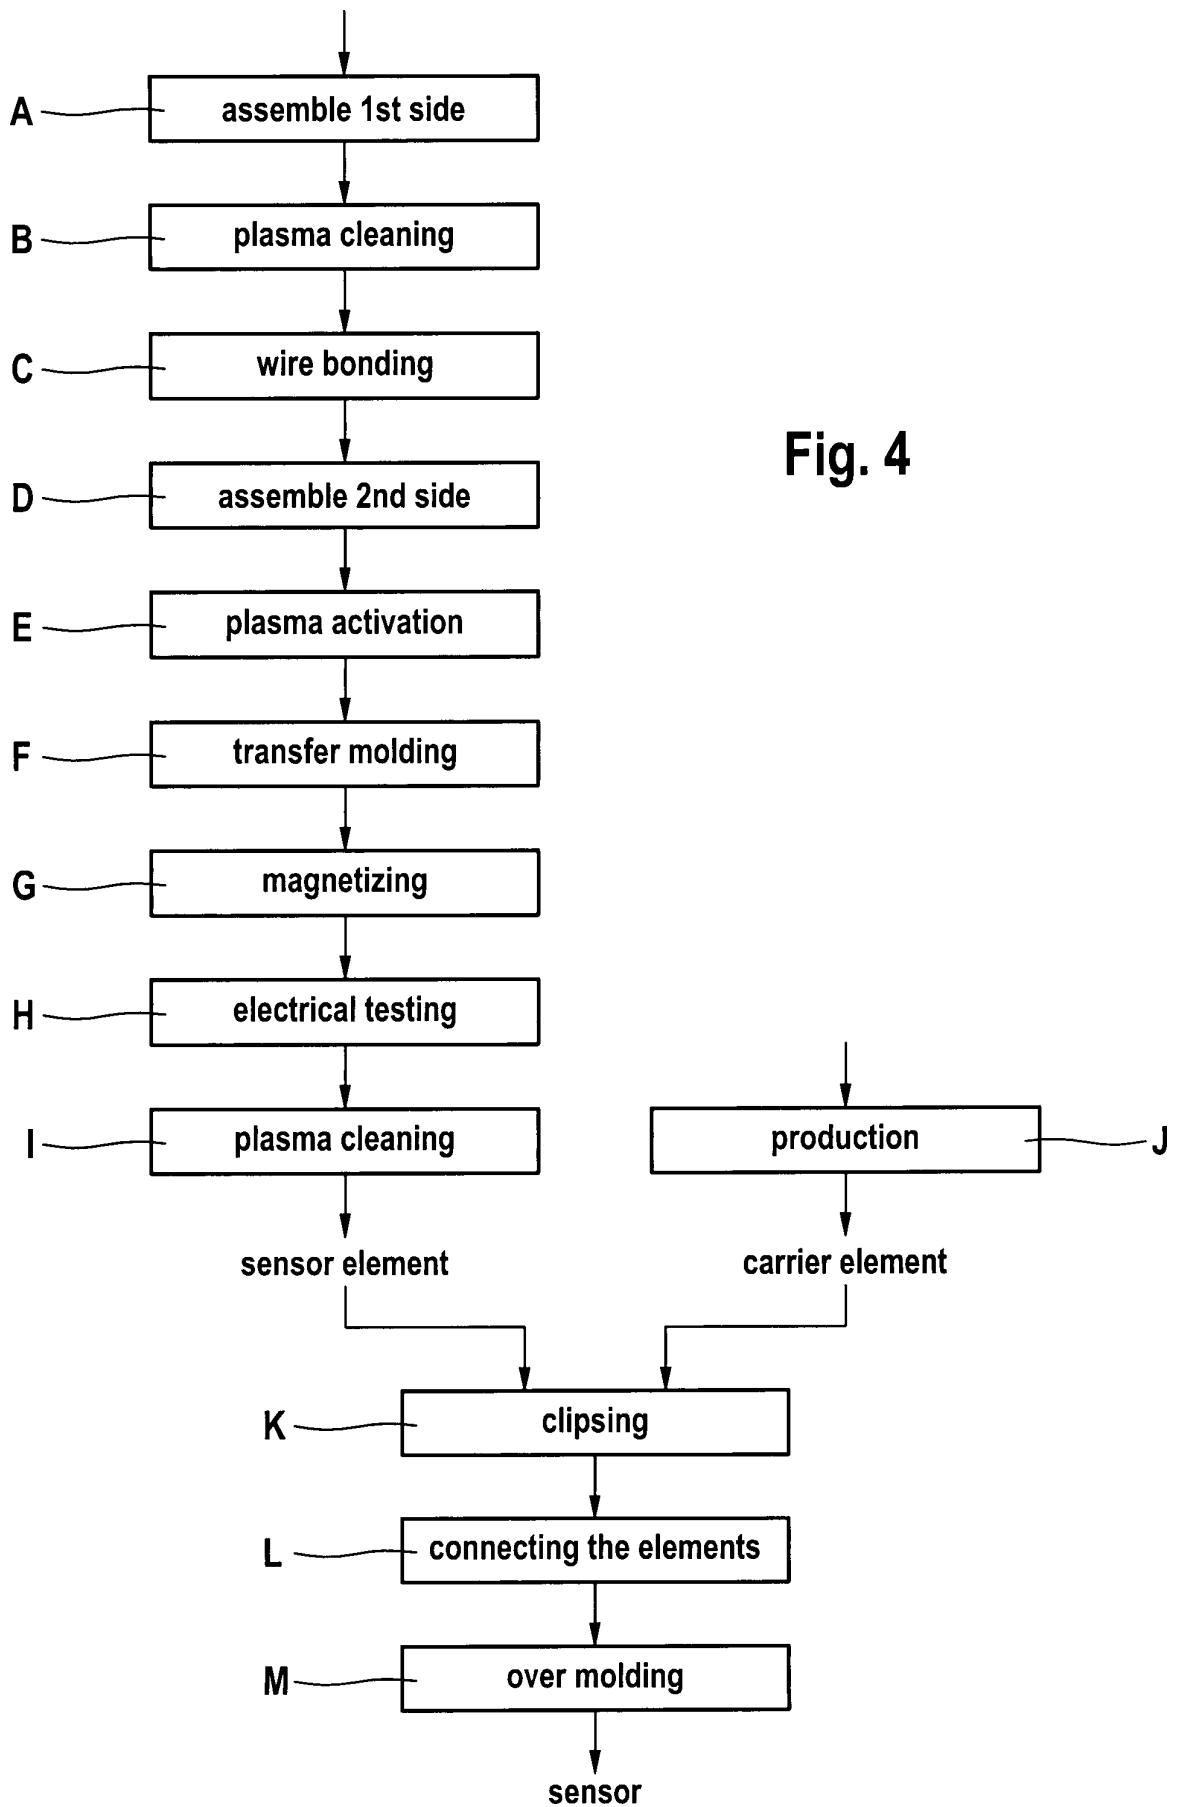 A
assemble 1st side
B
plasma cleaning
C
wire bonding
Fig. 4
D
assemble 2nd side
E
plasma activation
F
transfer molding
G
magnetizing
H
electrical testing
I
plasma cleaning
production
J
sensor element
carrier element
K
clipsing
L
connecting the elements
M
over molding
sensor